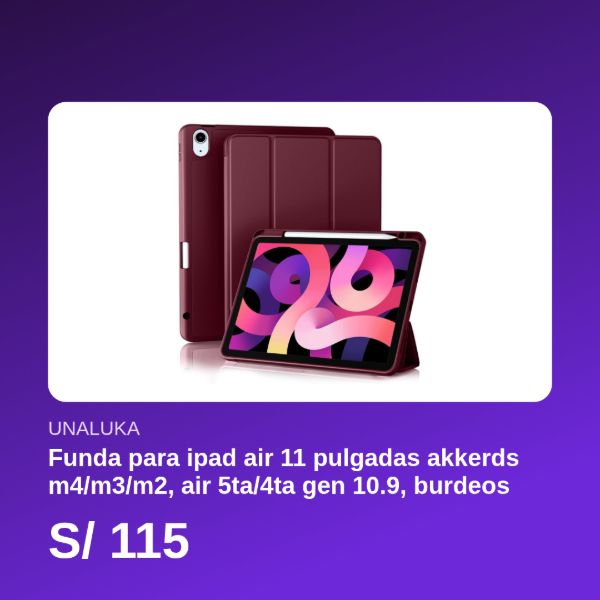 UNALUKA
Funda para ipad air 11 pulgadas akkerds
m4/m3/m2, air 5ta/4ta gen 10.9, burdeos
S/ 115